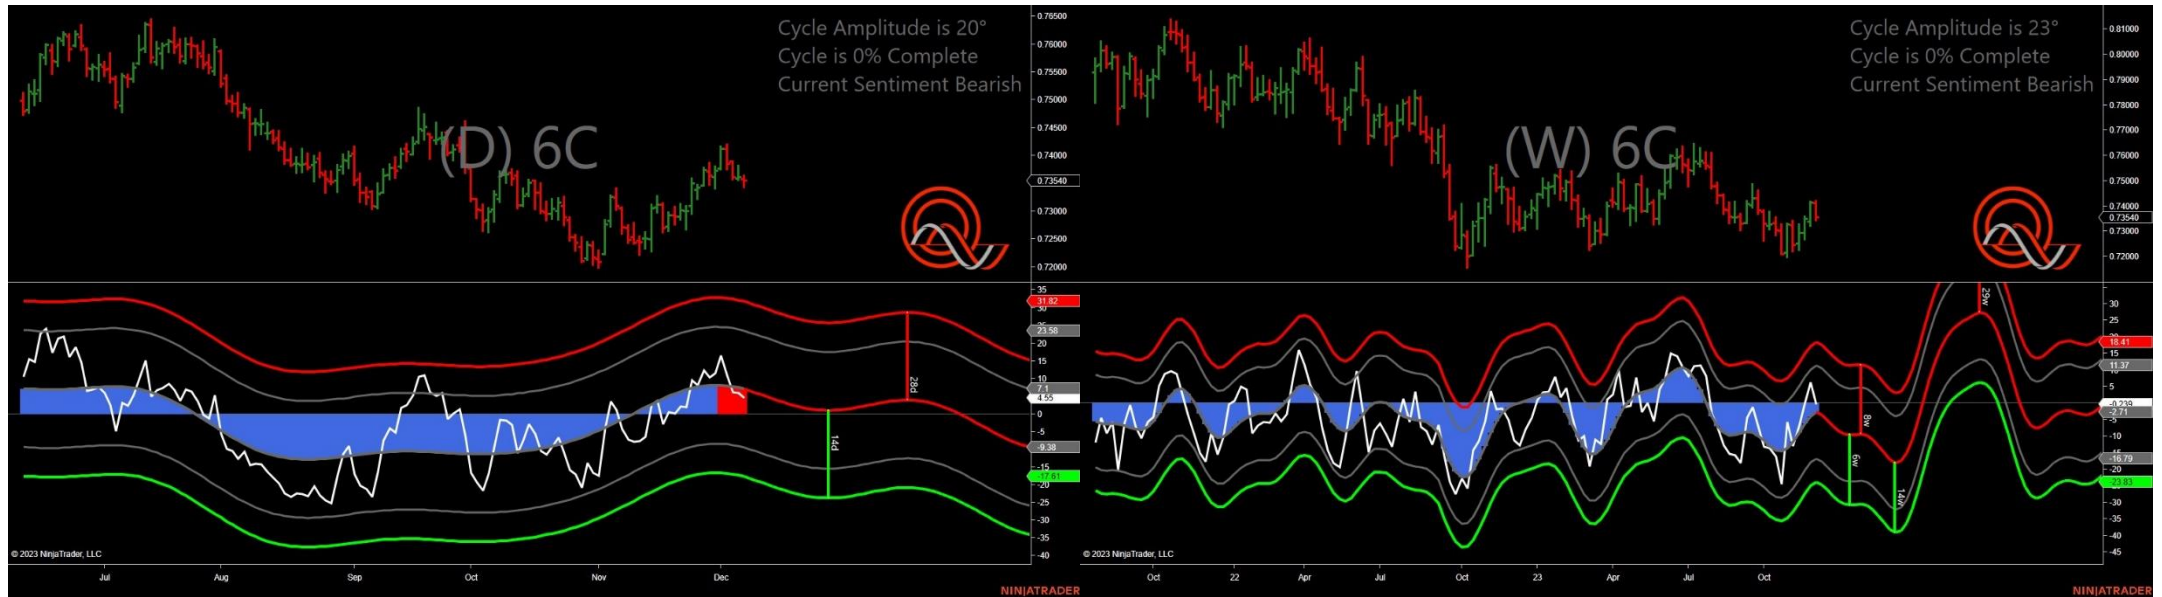 Cycle Amplitude is 20°
Cycle is 0% Complete
Current Sentiment Bearish
(D) 6C
0.76500
0.76000
0.75500
0.75000
0.74500
0.74000
0.73540
0.73000
0.72500
0.72000
35
31.82
30
23.58
20
15
10
7.1
4.55
0
-5
-9.38
-15
-17.61
-20
-25
-30
-35
-40
28d
14d
© 2023 NinjaTrader, LLC
Jul
Aug
Sep
Oct
Nov
Dec
NINJATRADER
Cycle Amplitude is 23°
Cycle is 0% Complete
Current Sentiment Bearish
(W) 6C
0.81000
0.80000
0.79000
0.78000
0.77000
0.76000
0.75000
0.74000
0.73540
0.73000
0.72000
30
25
18.41
15
11.37
5
-0.239
-2.71
-10
-16.79
-23.83
-30
-35
-40
-45
29w
8w
6w
14w
© 2023 NinjaTrader, LLC
Oct
22
Apr
Jul
Oct
23
Apr
Jul
Oct
NINJATRADER